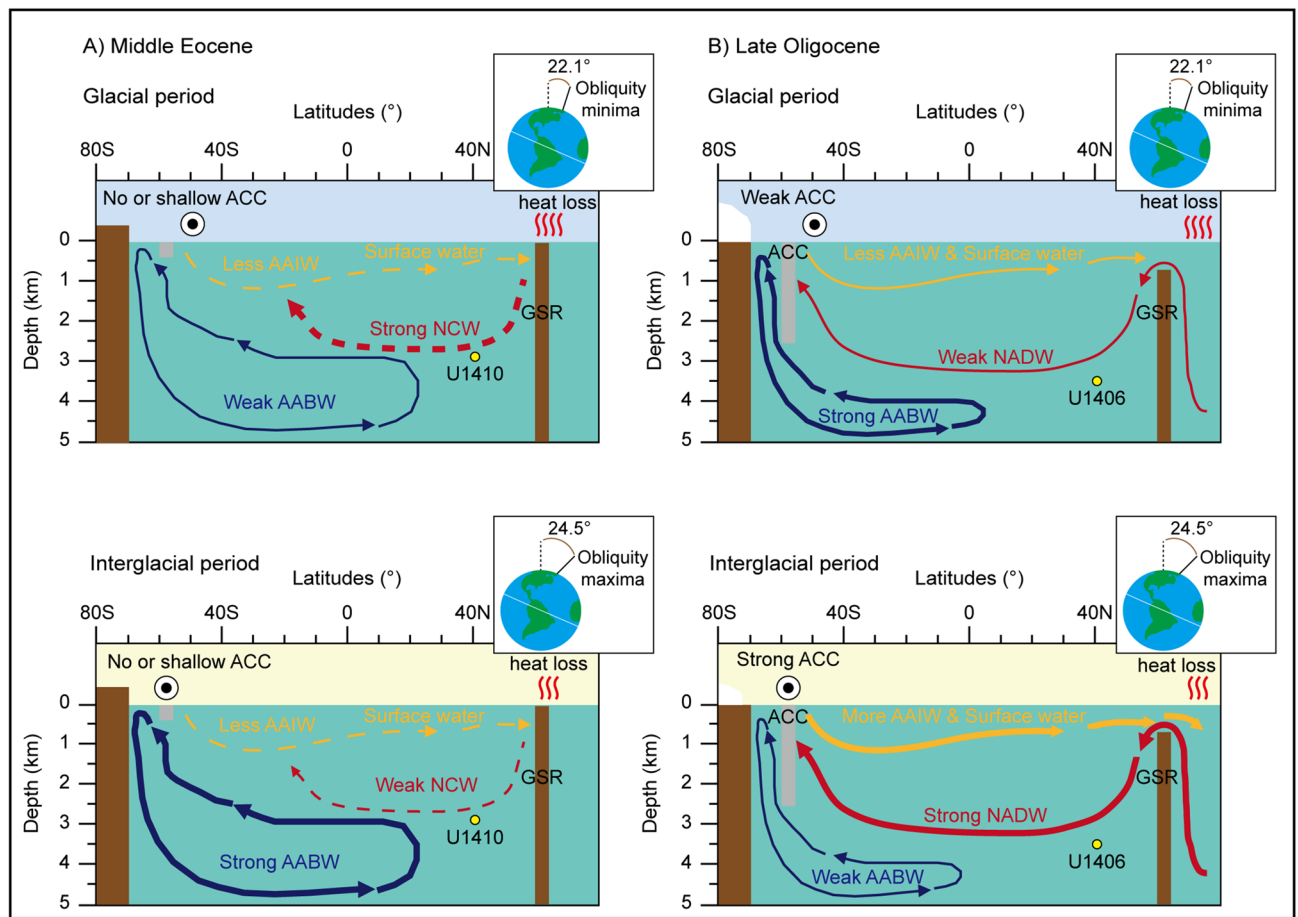 A) Middle Eocene
Glacial period
Latitudes (°)
22.1°
Obliquity
minima
80S 40S 0 40N
No or shallow ACC
heat loss
Less AAIW
Surface water
Strong NCW
GSR
U1410
Weak AABW
Depth (km)
0
1
2
3
4
5
B) Late Oligocene
Glacial period
Latitudes (°)
22.1°
Obliquity
minima
80S 40S 0 40N
Weak ACC
heat loss
ACC
Less AAIW & Surface water
GSR
Weak NADW
U1406
Strong AABW
Depth (km)
0
1
2
3
4
5
Interglacial period
Latitudes (°)
24.5°
Obliquity
maxima
80S 40S 0 40N
No or shallow ACC
heat loss
Less AAIW
Surface water
Weak NCW
GSR
U1410
Strong AABW
Depth (km)
0
1
2
3
4
5
Interglacial period
Latitudes (°)
24.5°
Obliquity
maxima
80S 40S 0 40N
Strong ACC
heat loss
ACC
More AAIW & Surface water
GSR
Strong NADW
U1406
Weak AABW
Depth (km)
0
1
2
3
4
5